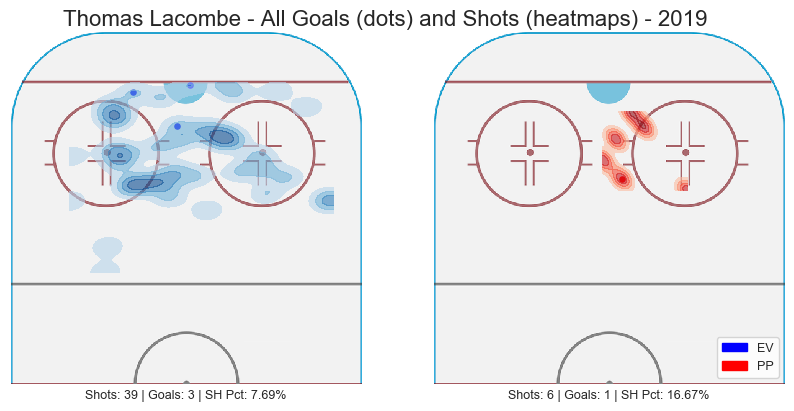 Thomas Lacombe - All Goals (dots) and Shots (heatmaps) - 2019
EV
PP
Shots: 39 | Goals: 3 | SH Pct: 7.69%
Shots: 6 | Goals: 1 | SH Pct: 16.67%